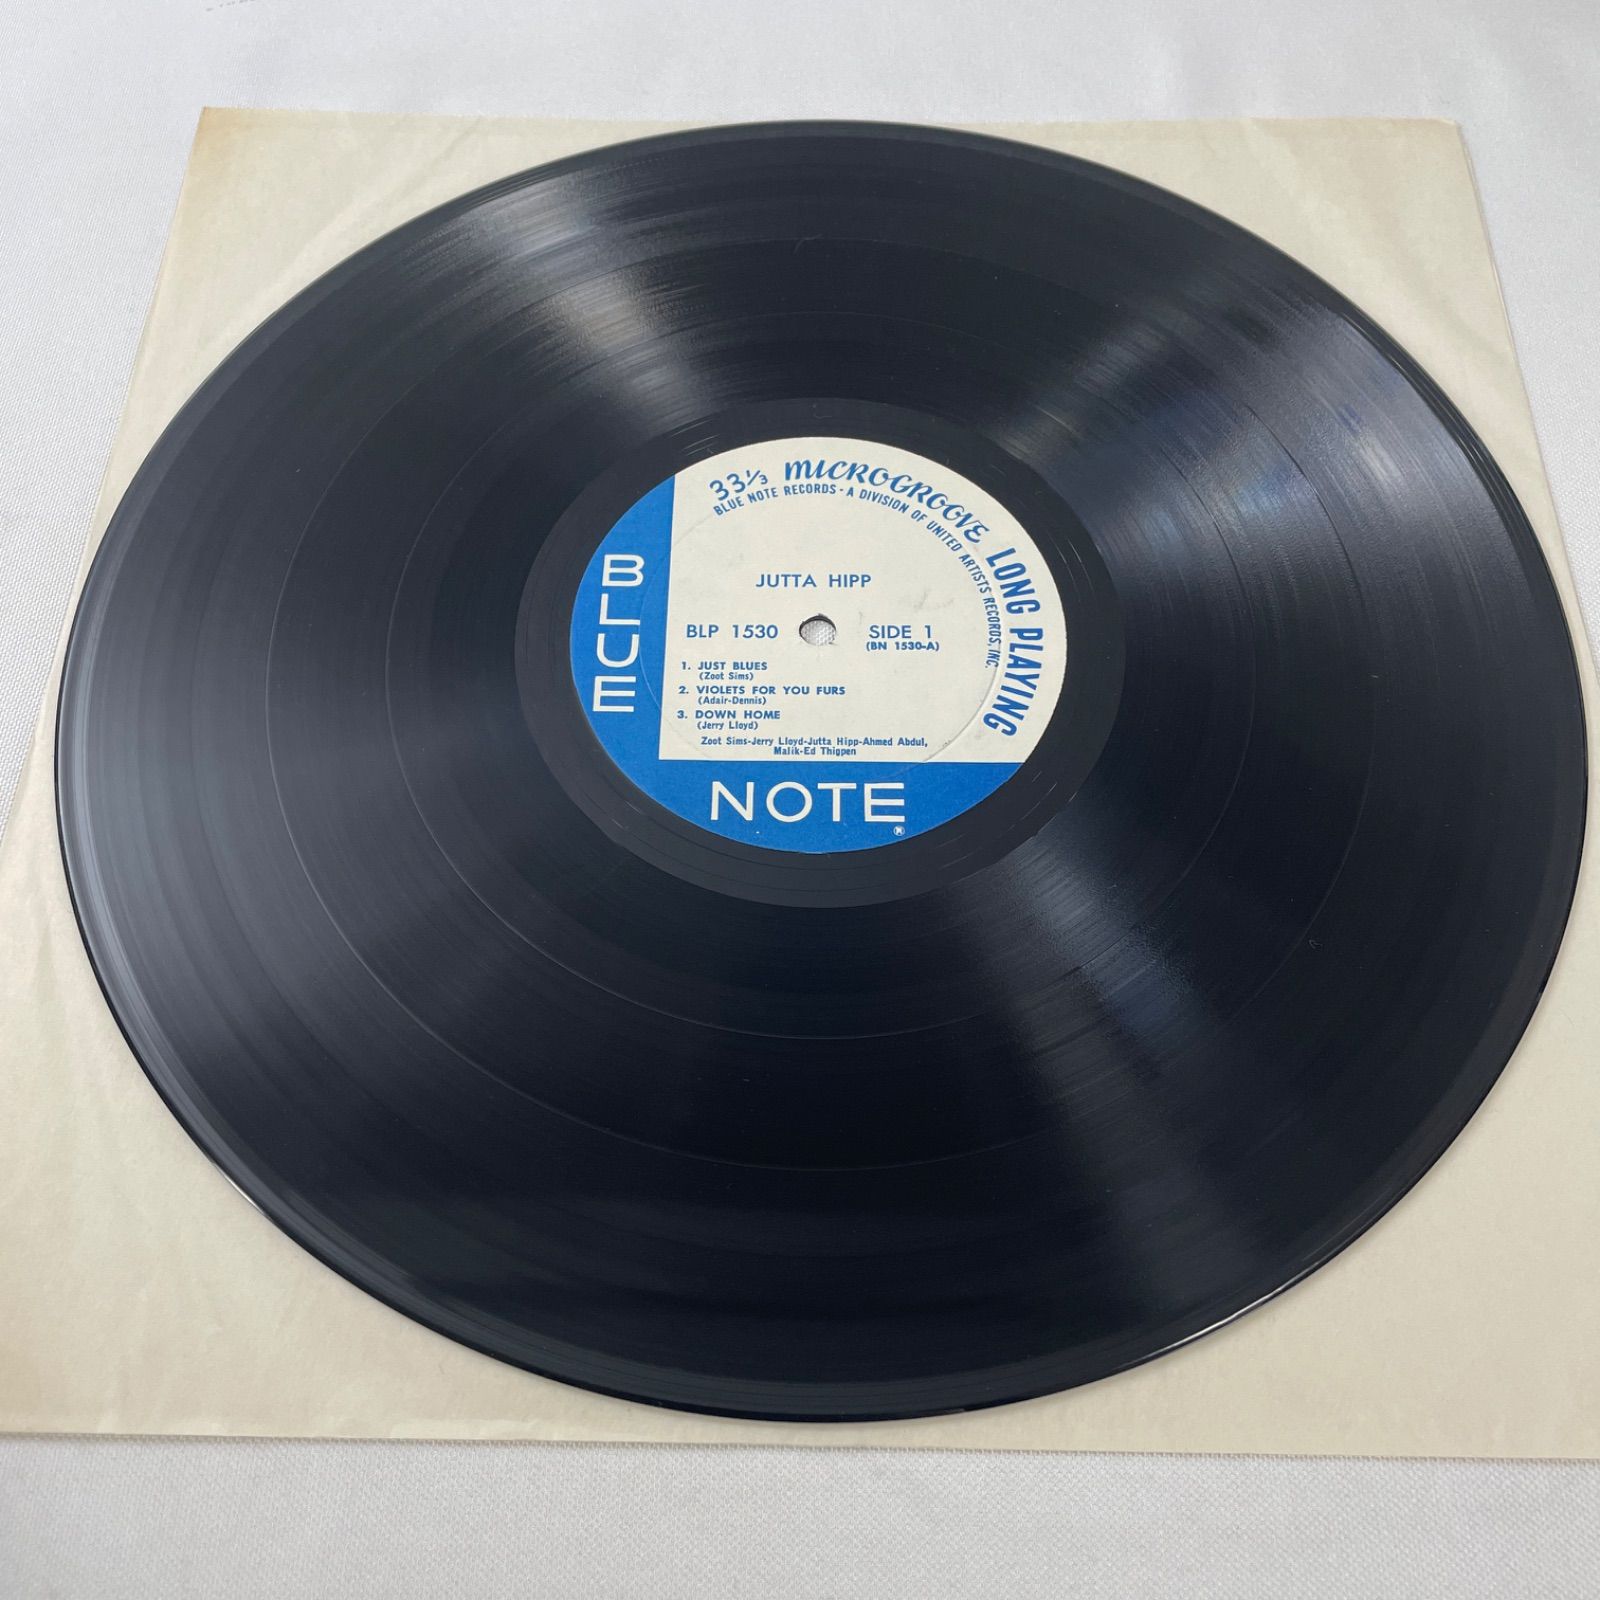 33⅓ MICROGROOVE LONG PLAYING
BLUE NOTE RECORDS - A DIVISION OF UNITED ARTISTS RECORDS, INC.
JUTTA HIPP
BLP 1530
SIDE 1
(BN 1530-A)
1. JUST BLUES
(Zoot Sims)
2. VIOLETS FOR YOU FURS
(Adair-Dennis)
3. DOWN HOME
(Jerry Lloyd)
Zoot Sims-Jerry Lloyd-Jutta Hipp-Ahmed Abdul,
Malik-Ed Thigpen
BLUE
NOTE
®